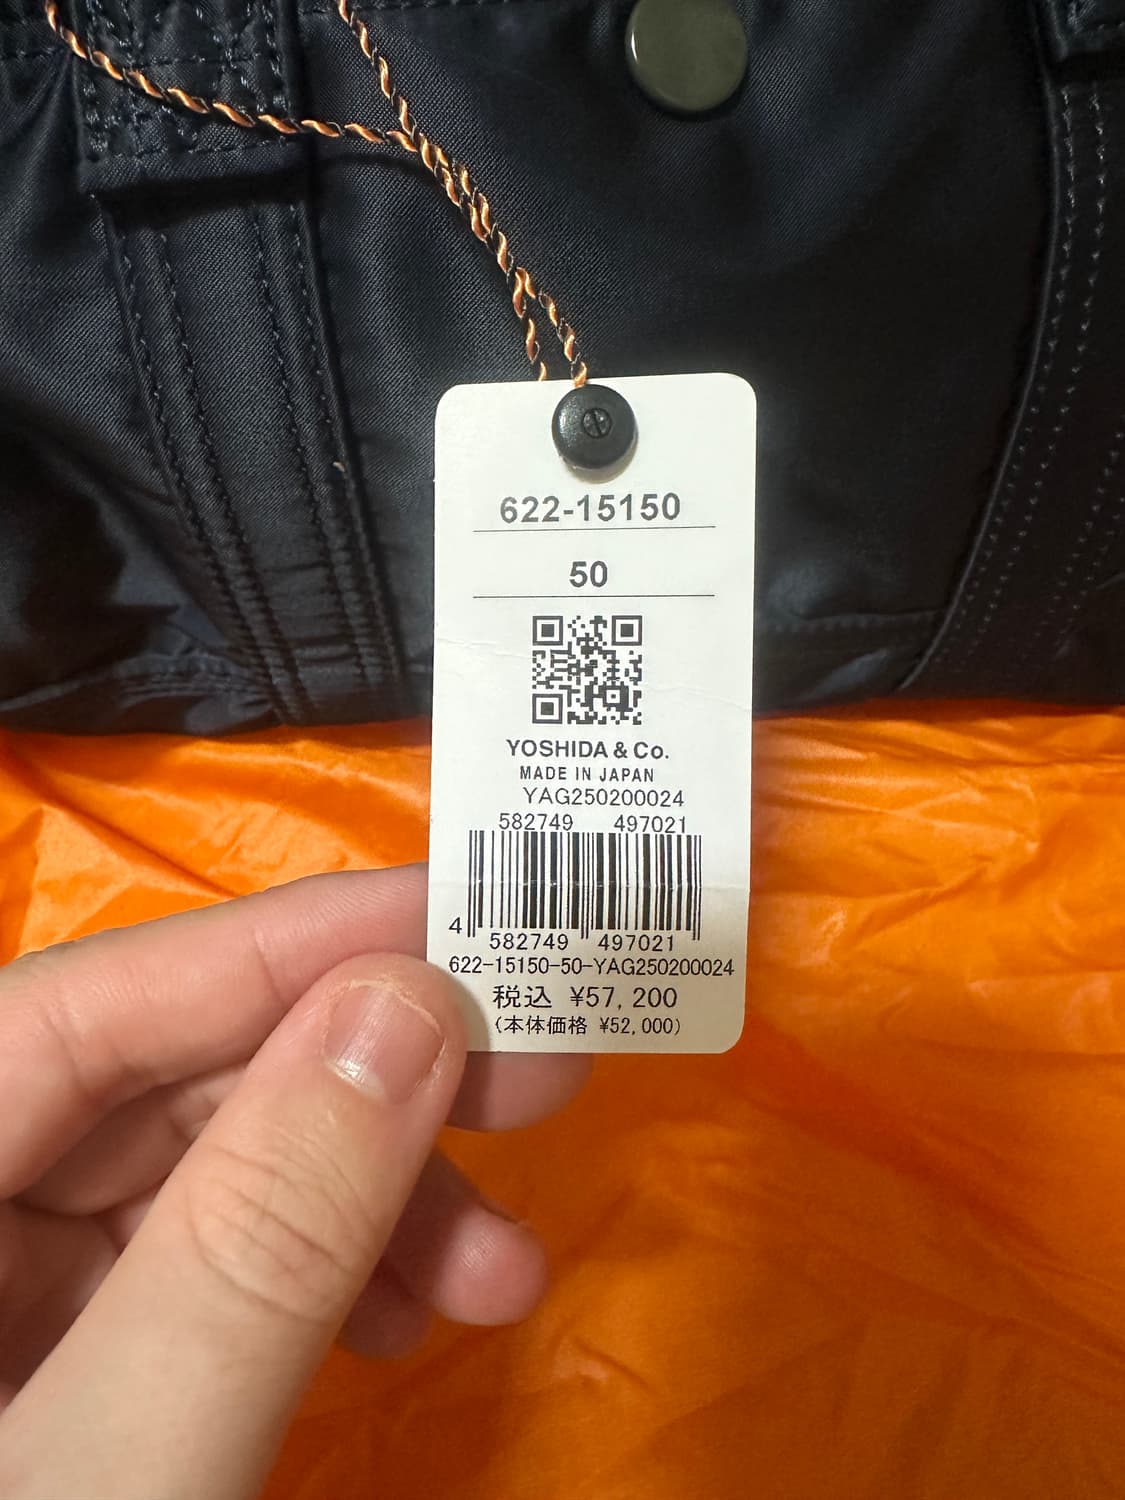 622-15150
50
YOSHIDA & Co.
MADE IN JAPAN
YAG250200024
582749 497021
4 582749 497021
622-15150-50-YAG250200024
税込 ¥57,200
(本体価格 ¥52,000)